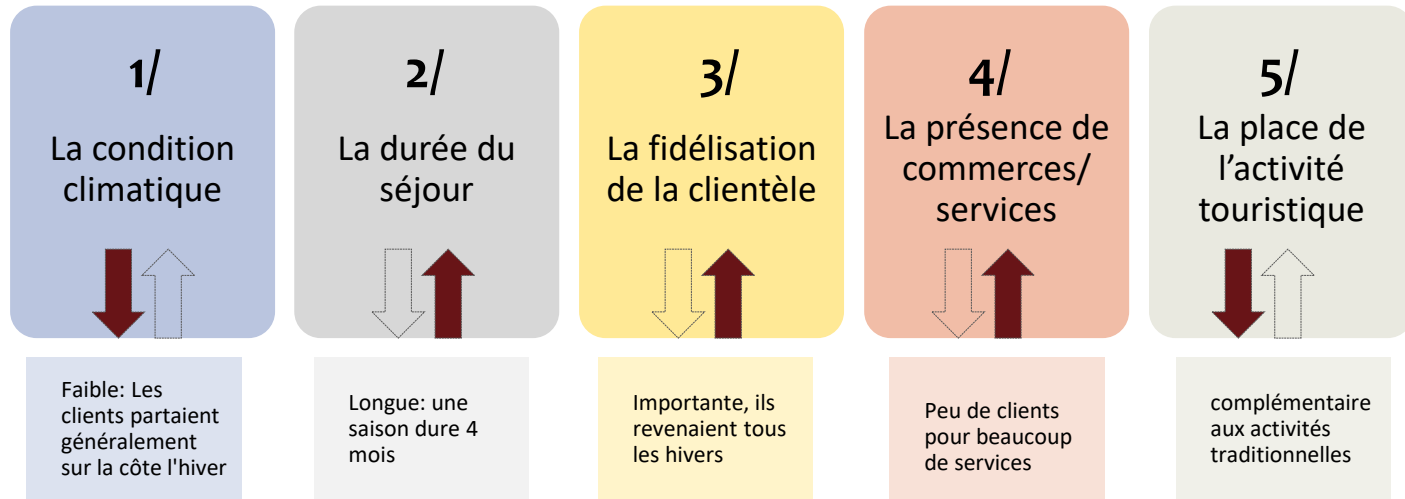 1/
La condition
climatique
Faible: Les
clients partaient
généralement
sur la côte l'hiver
2/
La durée du
séjour
Longue: une
saison dure 4
mois
3/
La fidélisation
de la clientèle
Importante, ils
revenaient tous
les hivers
4/
La présence de
commerces/
services
Peu de clients
pour beaucoup
de services
5/
La place de
l’activité
touristique
complémentaire
aux activités
traditionnelles